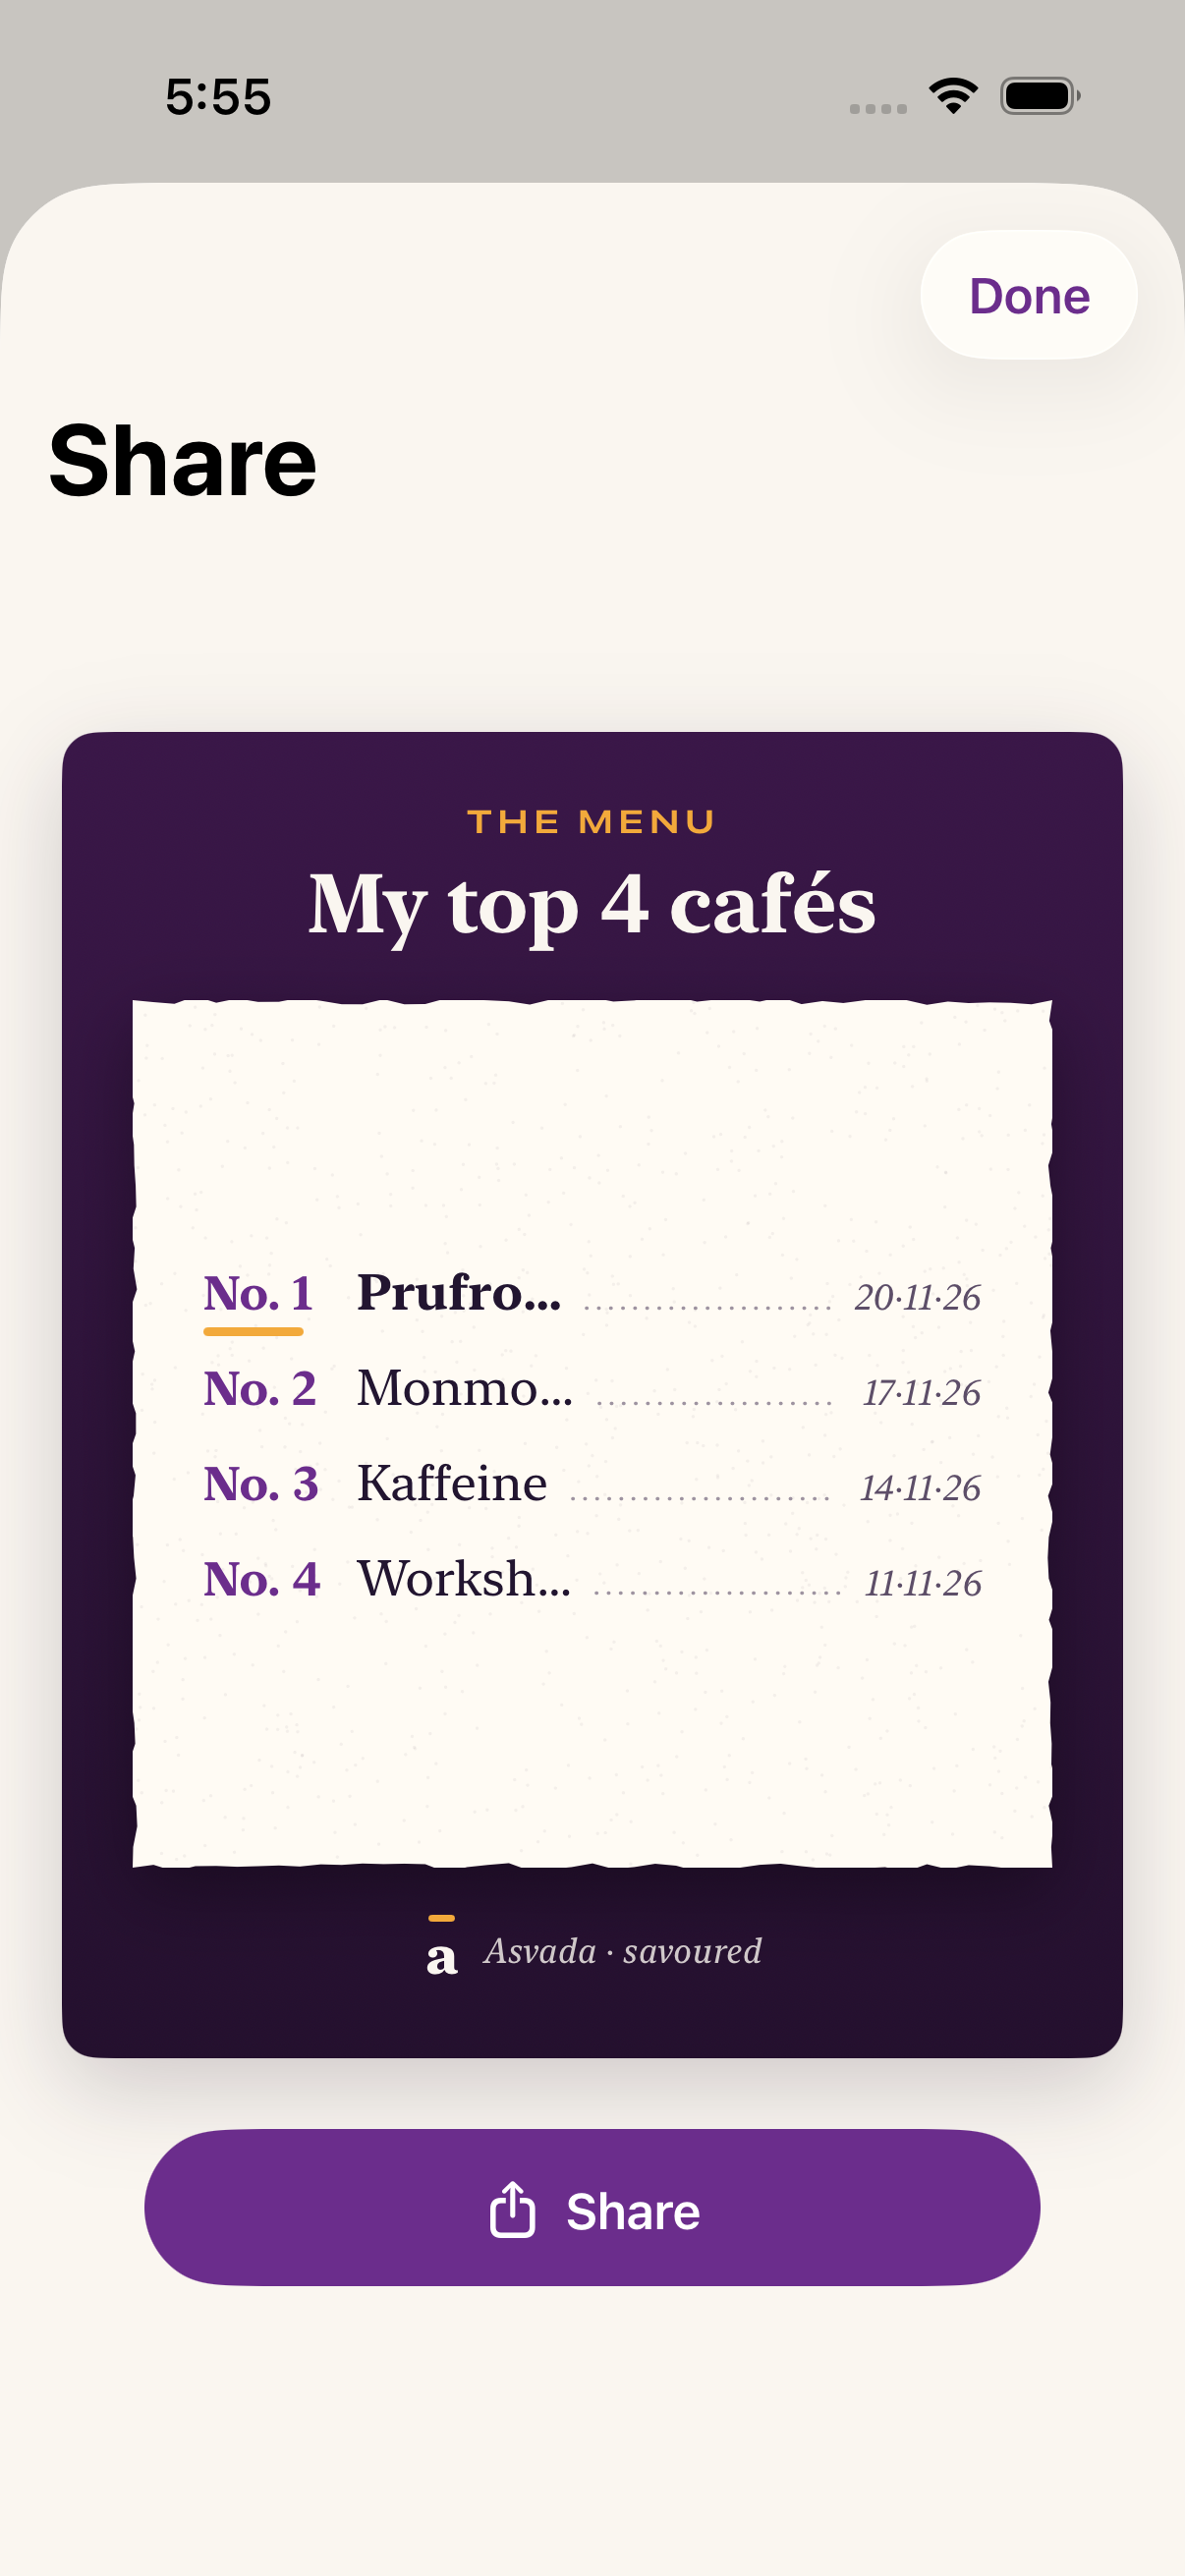 5:55
Done
Share
THE MENU
My top 4 cafés
No. 1 Prufro... 20·11·26
No. 2 Monmo... 17·11·26
No. 3 Kaffeine 14·11·26
No. 4 Worksh... 11·11·26
a Asvada · savoured
Share